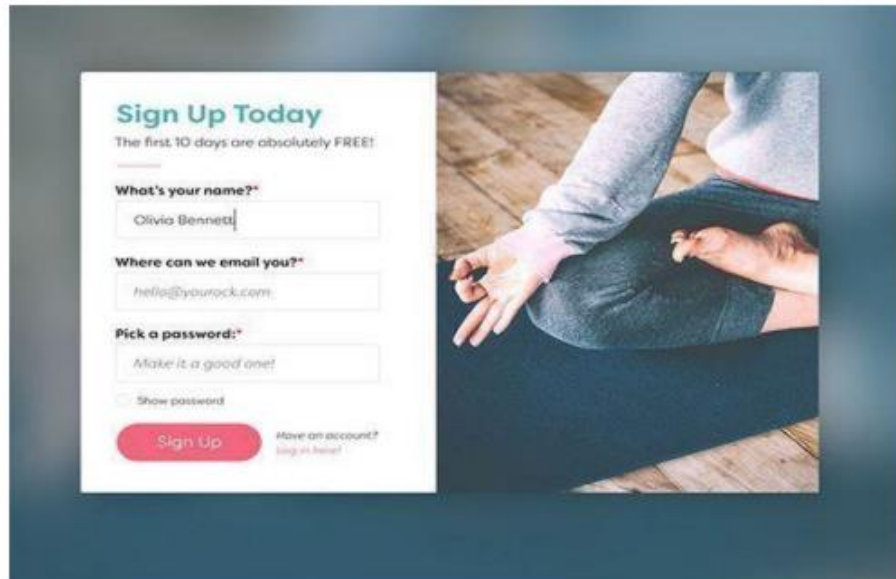 Sign Up Today
The first 10 days are absolutely FREE!
What's your name?*
Olivia Bennett
Where can we email you?*
hello@yourock.com
Pick a password:*
Make it a good one!
Show password
Sign Up
Have an account?
Log in here!